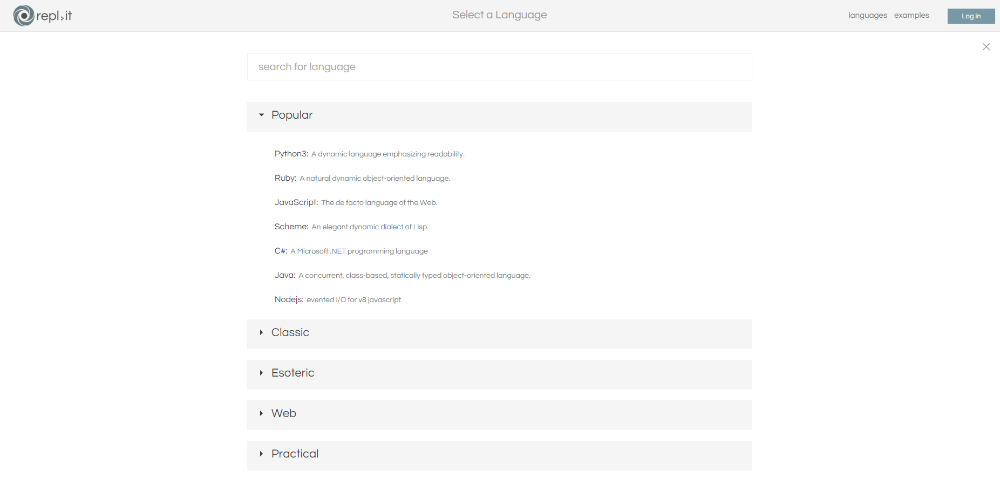 repl.it
Select a Language
languages examples Log in
search for language
Popular
Python3: A dynamic language emphasizing readability.
Ruby: A natural dynamic object-oriented language.
JavaScript: The de facto language of the Web.
Scheme: An elegant dynamic dialect of Lisp.
C#: A Microsoft .NET programming language
Java: A concurrent, class-based, statically typed object-oriented language.
Nodejs: evented I/O for v8 javascript
Classic
Esoteric
Web
Practical